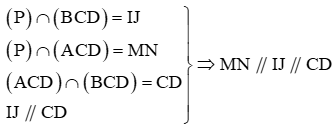 (P)∩(BCD)=IJ
(P)∩(ACD)=MN
(ACD)∩(BCD)=CD
IJ // CD
⇒ MN // IJ // CD